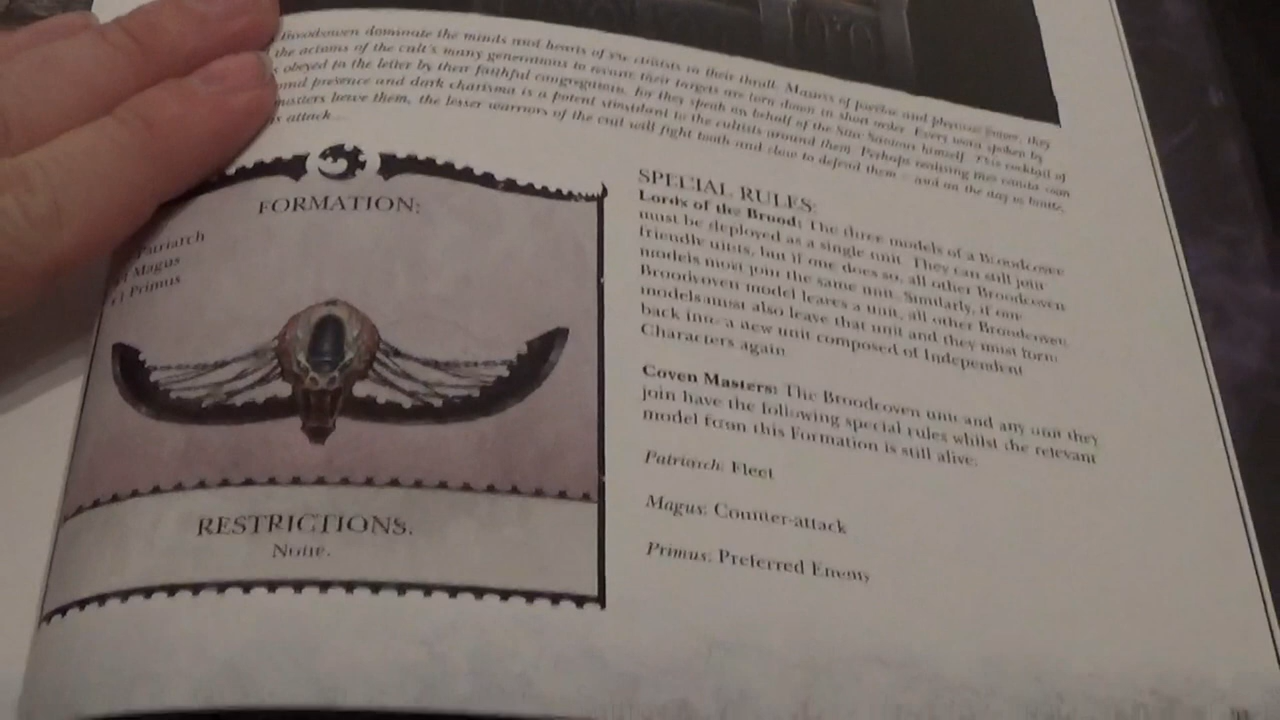 Broodcoven dominate the minds and hearts of the cultists in their thrall. Masters of psychic and physical power, they
the actions of the cult's many generations to ensure their targets are torn down in short order. Every word spoken by
obeyed to the letter by their faithful congregation, for they speak on behalf of the Star Saviour himself. This cocktail of
presence and dark charisma is a potent stimulant to the cultists around them. Perhaps realising they
masters leave them, the lesser warriors of the cult will fight tooth and claw to defend them – and on the day in
attack...
FORMATION:
Patriarch
1 Magus
1 Primus
RESTRICTIONS:
None.
SPECIAL RULES:
Lords of the Brood: The three models of a Broodcoven
must be deployed as a single unit. They can still join
friendly units, but if one does so, all other Broodcoven
models must join the same unit. Similarly, if one
Broodcoven model leaves a unit, all other Broodcoven
models must also leave that unit and they must form
back into a new unit composed of Independent
Characters again
Coven Masters: The Broodcoven unit and any unit they
join have the following special rules whilst the relevant
model from this Formation is still alive:
Patriarch: Fleet
Magus: Counter-attack
Primus: Preferred Enemy